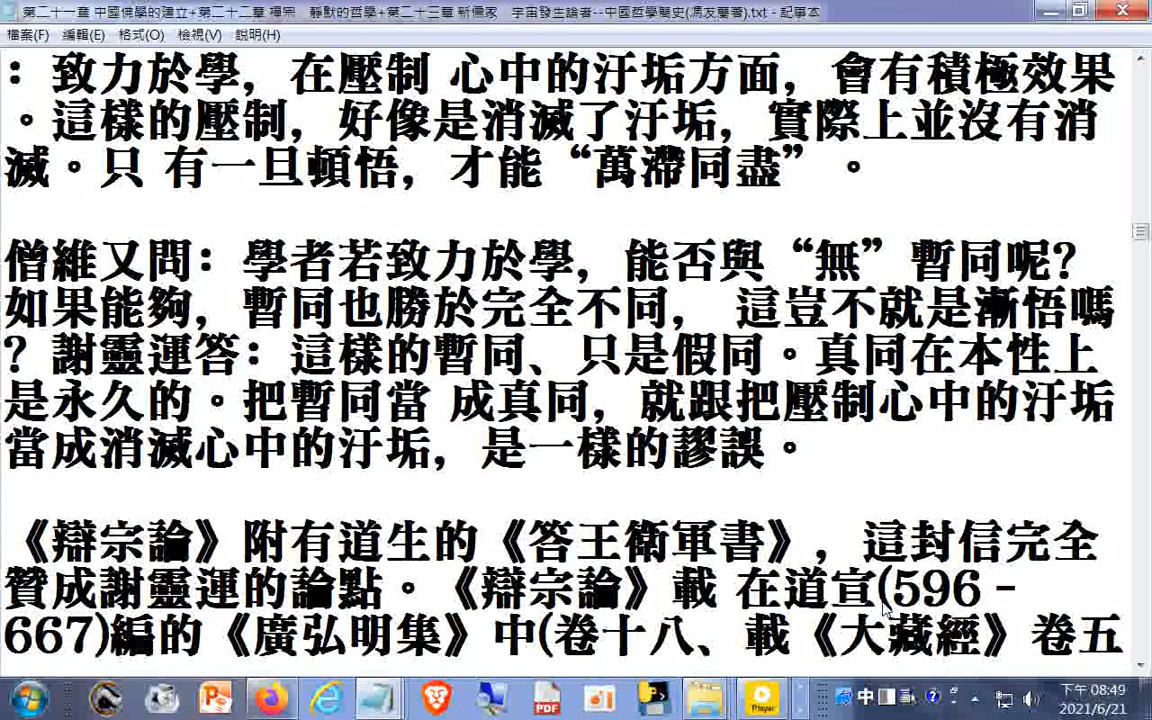 第二十一章 中國佛學的建立+第二十二章 禪宗 靜默的哲學+第二十三章 新儒家 宇宙發生論者--中國哲學簡史(馮友蘭著).txt - 記事本
檔案(F) 編輯(E) 格式(O) 檢視(V) 說明(H)
：致力於學，在壓制 心中的汙垢方面，會有積極效果
。這樣的壓制，好像是消滅了汙垢，實際上並沒有消
滅。只 有一旦頓悟，才能“萬滯同盡”。
僧維又問：學者若致力於學，能否與“無”暫同呢?
如果能夠，暫同也勝於完全不同， 這豈不就是漸悟嗎
? 謝靈運答：這樣的暫同、只是假同。真同在本性上
是永久的。把暫同當 成真同，就跟把壓制心中的汙垢
當成消滅心中的汙垢，是一樣的謬誤。
《辯宗論》附有道生的《答王衛軍書》，這封信完全
贊成謝靈運的論點。《辯宗論》載 在道宣(596 -
667)編的《廣弘明集》中(卷十八、載《大藏經》卷五
PDF
Player
中
下午 08:49
2021/6/21